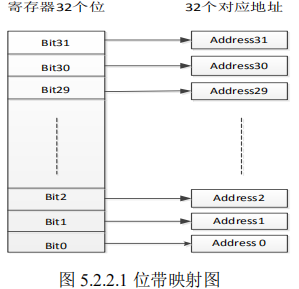 寄存器32个位 32个对应地址
Bit31 Address31
Bit30 Address30
Bit29 Address29
Bit2 Address2
Bit1 Address1
Bit0 Address 0
图 5.2.2.1 位带映射图